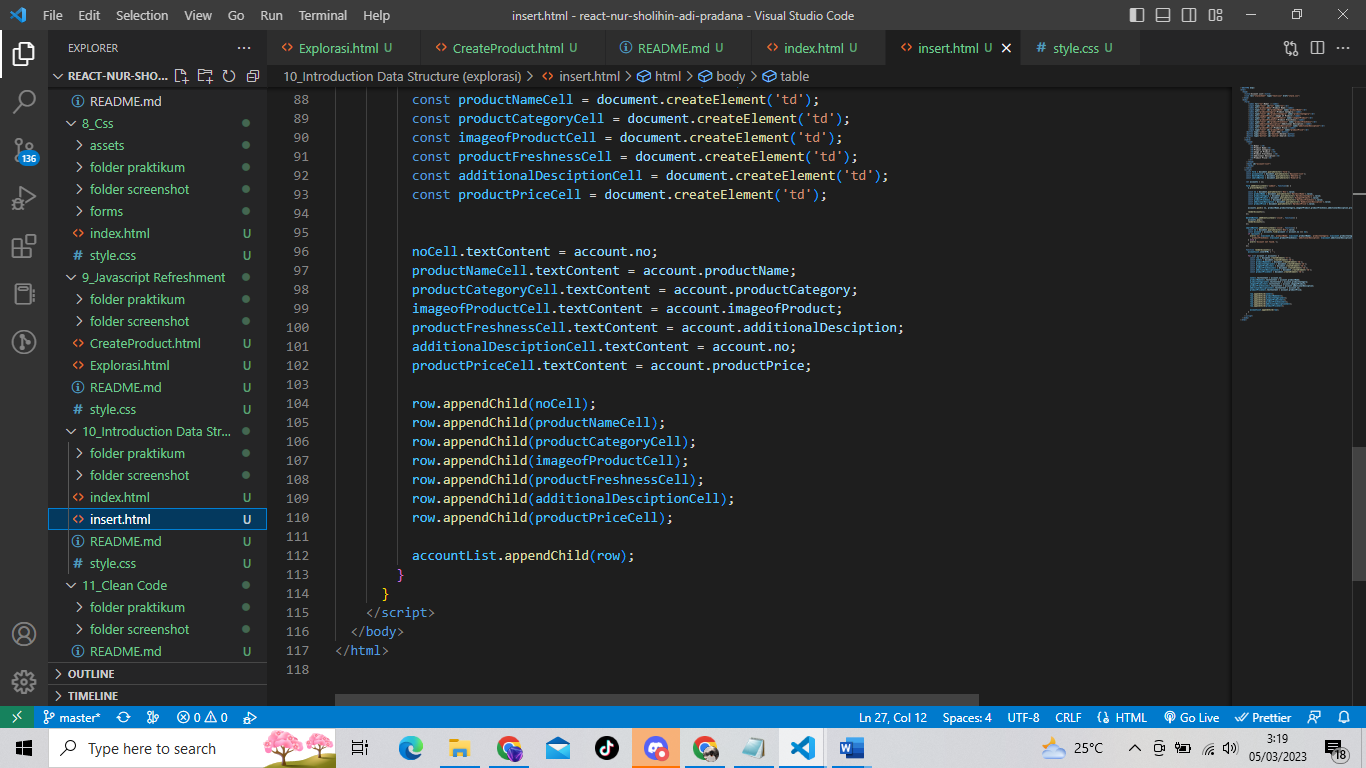 File Edit Selection View Go Run Terminal Help
insert.html - react-nur-sholihin-adi-pradana - Visual Studio Code
EXPLORER
REACT-NUR-SHO...
README.md
8_Css
assets
folder praktikum
folder screenshot
forms
index.html U
style.css U
9_Javascript Refreshment
folder praktikum
folder screenshot
CreateProduct.html U
Explorasi.html U
README.md U
style.css U
10_Introduction Data Str...
folder praktikum
folder screenshot
index.html U
insert.html U
README.md U
style.css U
11_Clean Code
folder praktikum
folder screenshot
README.md U
OUTLINE
TIMELINE
136
Explorasi.html U CreateProduct.html U README.md U index.html U insert.html U style.css U
10_Introduction Data Structure (explorasi) > insert.html > html > body > table
88 const productNameCell = document.createElement('td');
89 const productCategoryCell = document.createElement('td');
90 const imageofProductCell = document.createElement('td');
91 const productFreshnessCell = document.createElement('td');
92 const additionalDesciptionCell = document.createElement('td');
93 const productPriceCell = document.createElement('td');
94
95
96 noCell.textContent = account.no;
97 productNameCell.textContent = account.productName;
98 productCategoryCell.textContent = account.productCategory;
99 imageofProductCell.textContent = account.imageofProduct;
100 productFreshnessCell.textContent = account.additionalDesciption;
101 additionalDesciptionCell.textContent = account.no;
102 productPriceCell.textContent = account.productPrice;
103
104 row.appendChild(noCell);
105 row.appendChild(productNameCell);
106 row.appendChild(productCategoryCell);
107 row.appendChild(imageofProductCell);
108 row.appendChild(productFreshnessCell);
109 row.appendChild(additionalDesciptionCell);
110 row.appendChild(productPriceCell);
111
112 accountList.appendChild(row);
113 }
114 }
115 </script>
116 </body>
117 </html>
118
master* 0 0 Ln 27, Col 12 Spaces: 4 UTF-8 CRLF HTML Go Live Prettier
Type here to search
25°C
3:19
05/03/2023
18